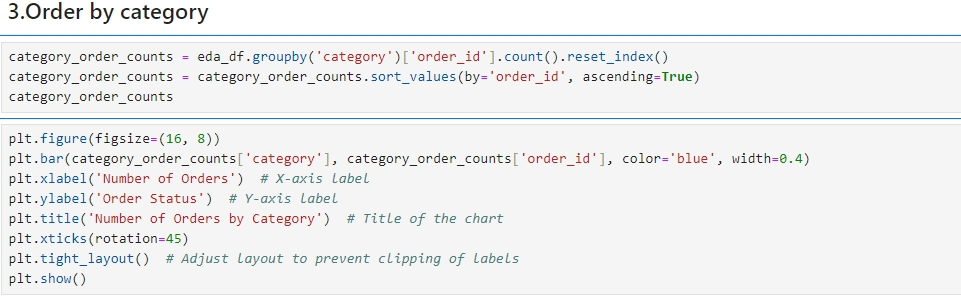 3.Order by category
category_order_counts = eda_df.groupby('category')['order_id'].count().reset_index()
category_order_counts = category_order_counts.sort_values(by='order_id', ascending=True)
category_order_counts
plt.figure(figsize=(16, 8))
plt.bar(category_order_counts['category'], category_order_counts['order_id'], color='blue', width=0.4)
plt.xlabel('Number of Orders')  # X-axis label
plt.ylabel('Order Status')  # Y-axis label
plt.title('Number of Orders by Category')  # Title of the chart
plt.xticks(rotation=45)
plt.tight_layout()  # Adjust layout to prevent clipping of labels
plt.show()